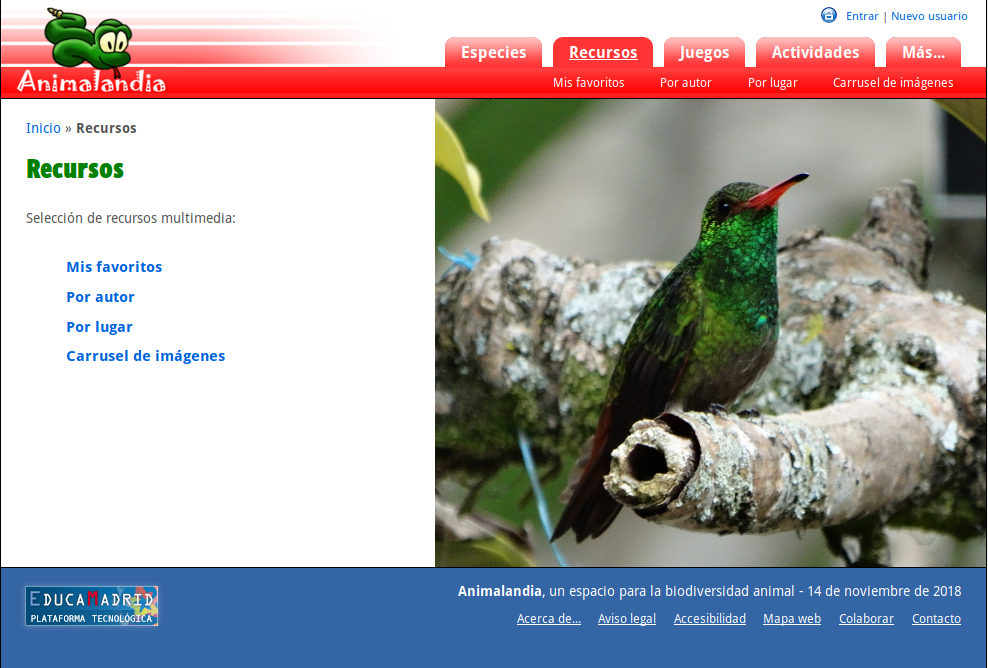 Entrar | Nuevo usuario
Animalandia
Especies Recursos Juegos Actividades Más...
Mis favoritos Por autor Por lugar Carrusel de imágenes
Inicio » Recursos
Recursos
Selección de recursos multimedia:
Mis favoritos
Por autor
Por lugar
Carrusel de imágenes
EDUCAMADRID
PLATAFORMA TECNOLÓGICA
Animalandia, un espacio para la biodiversidad animal - 14 de noviembre de 2018
Acerca de... Aviso legal Accesibilidad Mapa web Colaborar Contacto